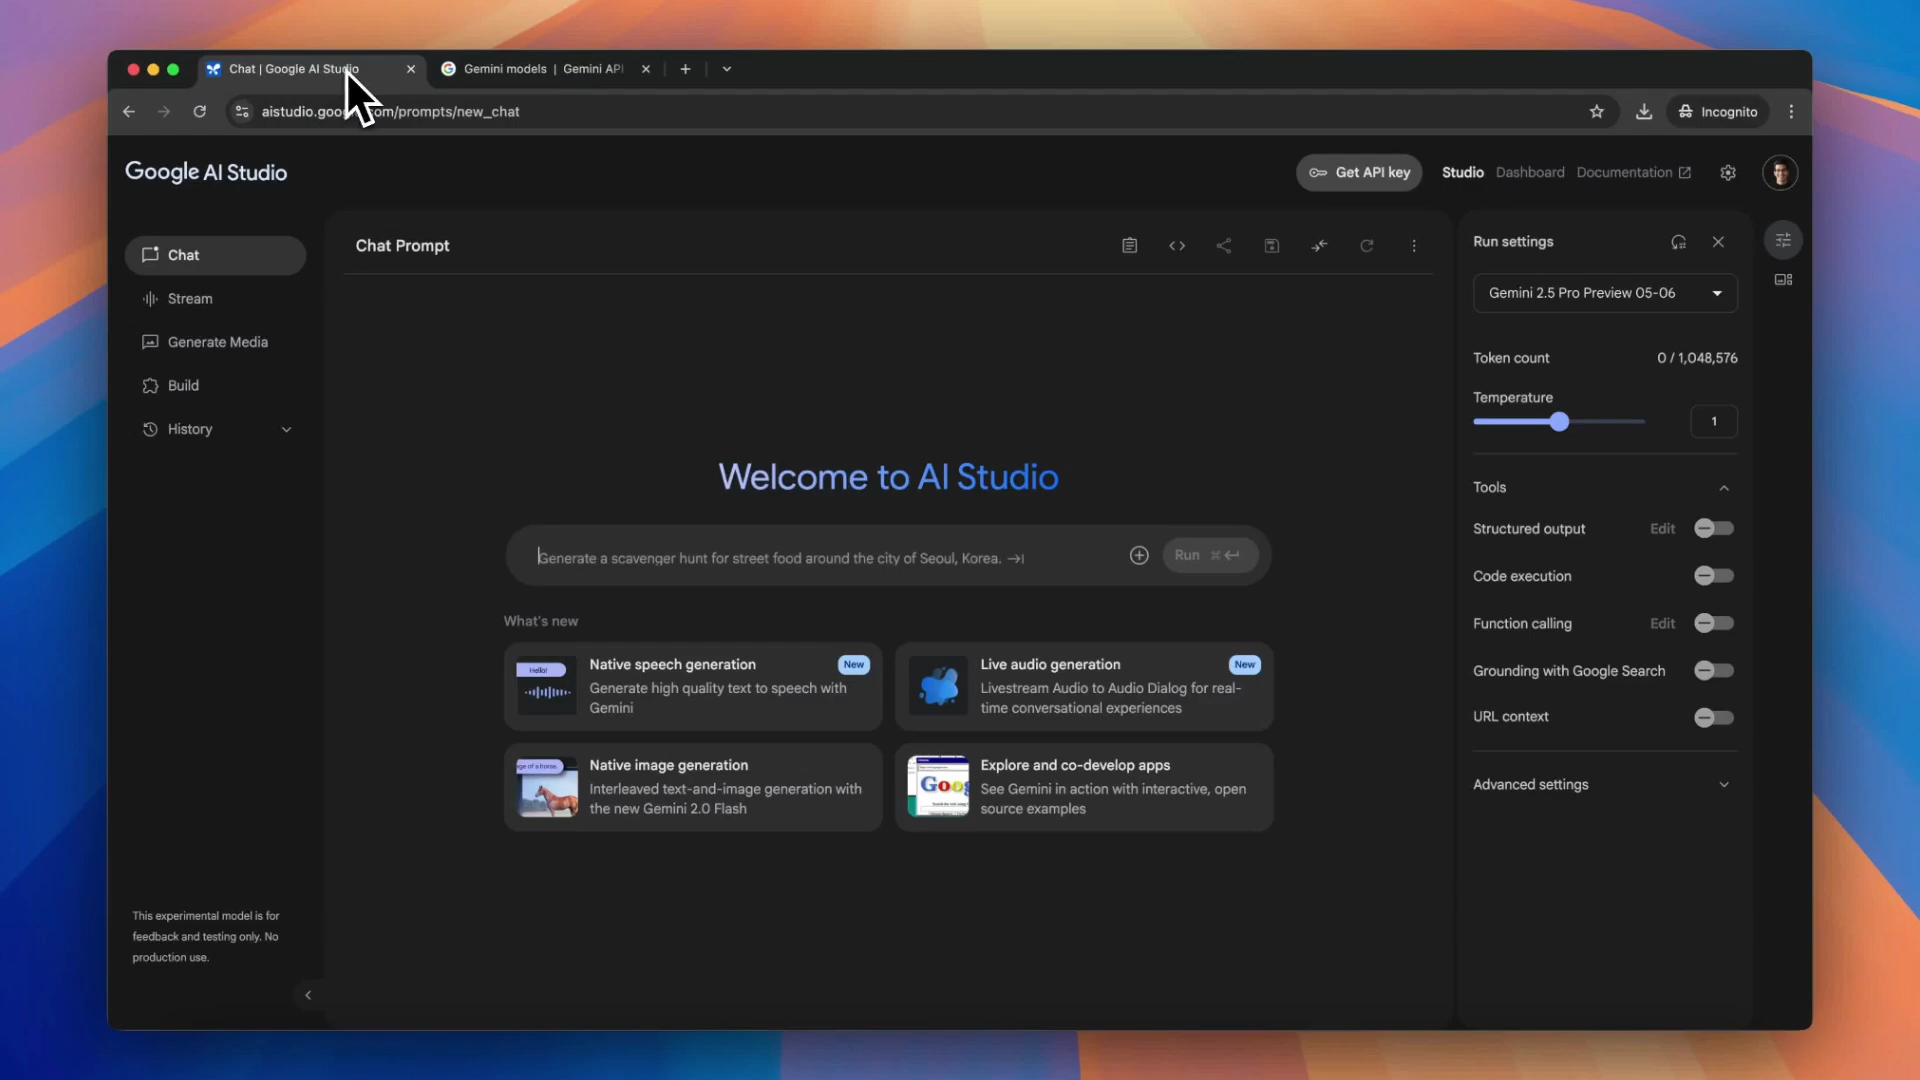 Chat | Google AI Studio
Gemini models | Gemini API
aistudio.goo com/prompts/new_chat
Incognito
Google AI Studio
Get API key
Studio
Dashboard
Documentation
Chat
Stream
Generate Media
Build
History
This experimental model is for
feedback and testing only. No
production use.
Chat Prompt
Welcome to AI Studio
Generate a scavenger hunt for street food around the city of Seoul, Korea.
Run ⌘↵
What's new
Hello!
Native speech generation
New
Generate high quality text to speech with
Gemini
Live audio generation
New
Livestream Audio to Audio Dialog for real-
time conversational experiences
ge of a horse.
Native image generation
Interleaved text-and-image generation with
the new Gemini 2.0 Flash
Goog
Explore and co-develop apps
See Gemini in action with interactive, open
source examples
Run settings
Gemini 2.5 Pro Preview 05-06
Token count 0 / 1,048,576
Temperature
1
Tools
Structured output Edit
Code execution
Function calling Edit
Grounding with Google Search
URL context
Advanced settings